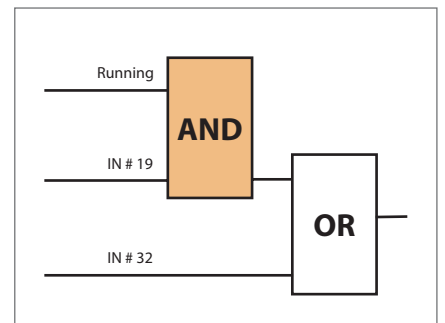 Running
AND
IN # 19
OR
IN # 32